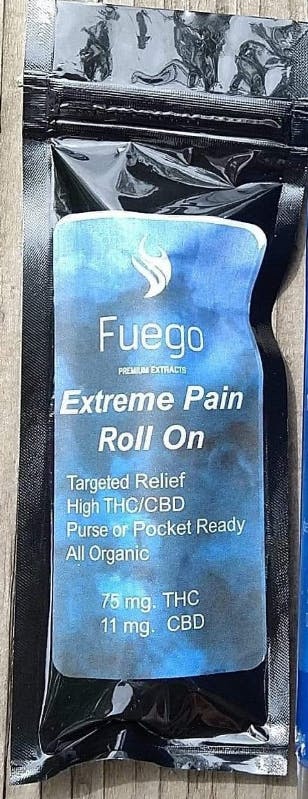 Fuego
PREMIUM EXTRACTS
Extreme Pain
Roll On
Targeted Relief
High THC/CBD
Purse or Pocket Ready
All Organic
75 mg. THC
11 mg. CBD